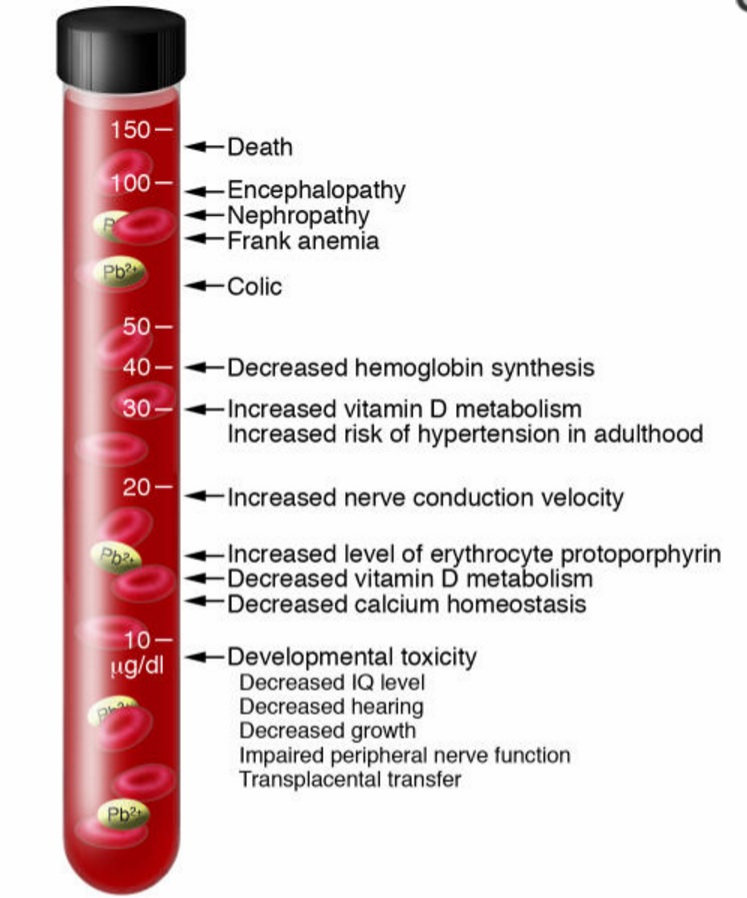 150
Death
100
Encephalopathy
Nephropathy
Frank anemia
Pb²⁺
Colic
50
40
Decreased hemoglobin synthesis
30
Increased vitamin D metabolism
Increased risk of hypertension in adulthood
20
Increased nerve conduction velocity
Pb²⁺
Increased level of erythrocyte protoporphyrin
Decreased vitamin D metabolism
Decreased calcium homeostasis
10
µg/dl
Developmental toxicity
Decreased IQ level
Decreased hearing
Decreased growth
Impaired peripheral nerve function
Transplacental transfer
Pb²⁺